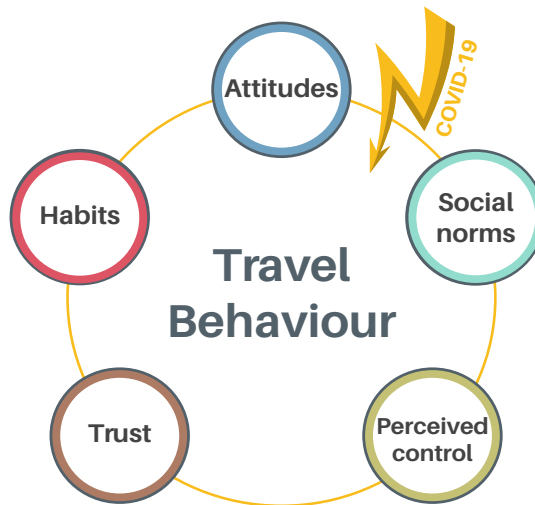 Attitudes
COVID-19
Habits
Social
norms
Travel
Behaviour
Trust
Perceived
control